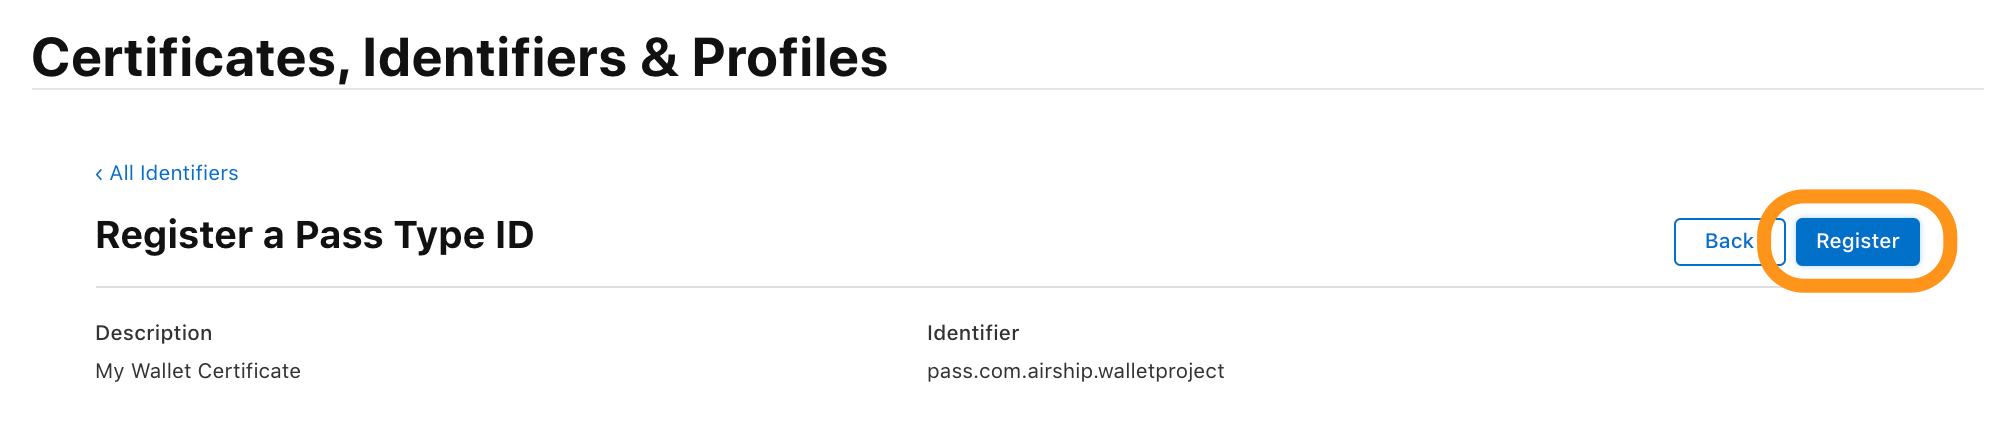 Certificates, Identifiers & Profiles
‹ All Identifiers
Register a Pass Type ID
Back
Register
Description
Identifier
My Wallet Certificate
pass.com.airship.walletproject